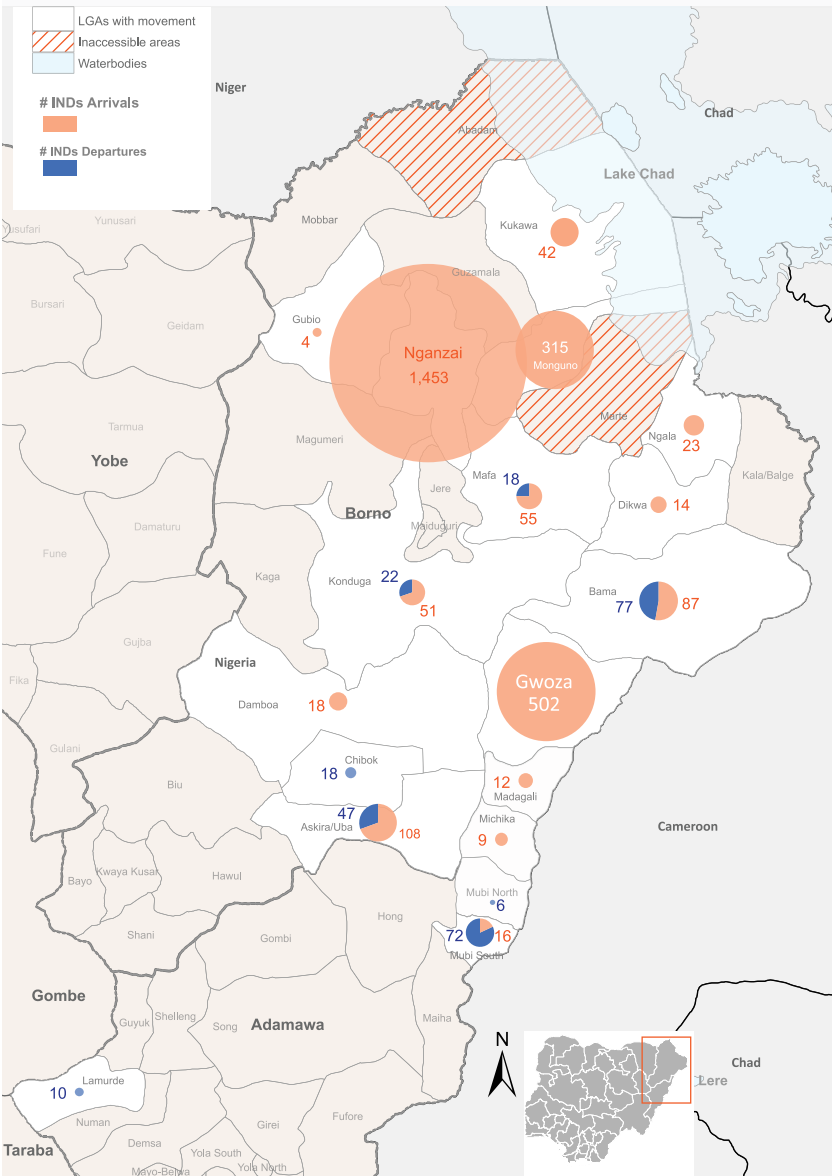 LGAs with movement
Inaccessible areas
Waterbodies
# INDs Arrivals
# INDs Departures
Niger
Chad
Abadam
Lake Chad
Mobbar
Kukawa
42
Yusufari
Yunusari
Guzamala
Bursari
Geidam
Gubio
4
Nganzai
1,453
315
Monguno
Marte
Tarmua
Magumeri
Ngala
23
Yobe
Kala/Balge
Jere
Mafa
18
55
Dikwa
14
Borno
Maiduguri
Damaturu
Fune
Kaga
Konduga
22
51
Bama
77
87
Gujba
Nigeria
Fika
Gwoza
502
Damboa
18
Gulani
Chibok
18
Biu
12
Madagali
47
Askira/Uba
108
Michika
9
Cameroon
Bayo
Kwaya Kusar
Hawul
Mubi North
6
Hong
Shani
Gombi
72
16
Mubi South
Gombe
Guyuk
Shelleng
Song
Adamawa
Maiha
N
Chad
Lere
Lamurde
10
Numan
Girei
Fufore
Demsa
Taraba
Yola South
Yola North
Mayo-Belwa